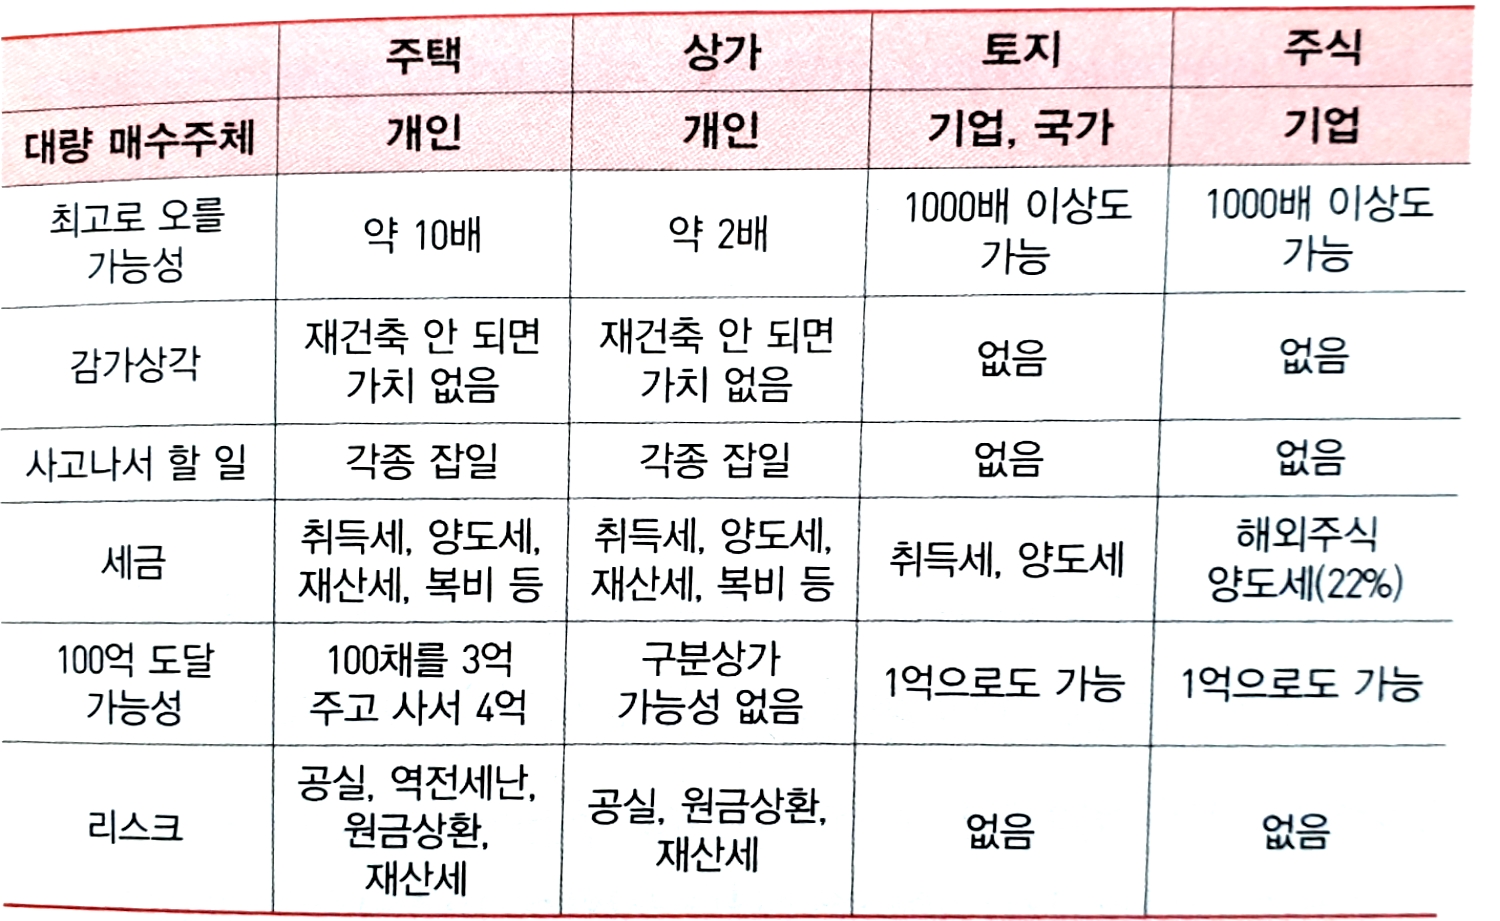 주택 상가 토지 주식
대량 매수주체 개인 개인 기업, 국가 기업
최고로 오를
가능성
약 10배
약 2배
1000배 이상도
가능
1000배 이상도
가능
감가상각
재건축 안 되면
가치 없음
재건축 안 되면
가치 없음
없음
없음
사고나서 할 일 각종 잡일 각종 잡일 없음 없음
세금
취득세, 양도세,
재산세, 복비 등
취득세, 양도세,
재산세, 복비 등
취득세, 양도세
해외주식
양도세(22%)
100억 도달
가능성
100채를 3억
주고 사서 4억
구분상가
가능성 없음
1억으로도 가능
1억으로도 가능
리스크
공실, 역전세난,
원금상환,
재산세
공실, 원금상환,
재산세
없음
없음